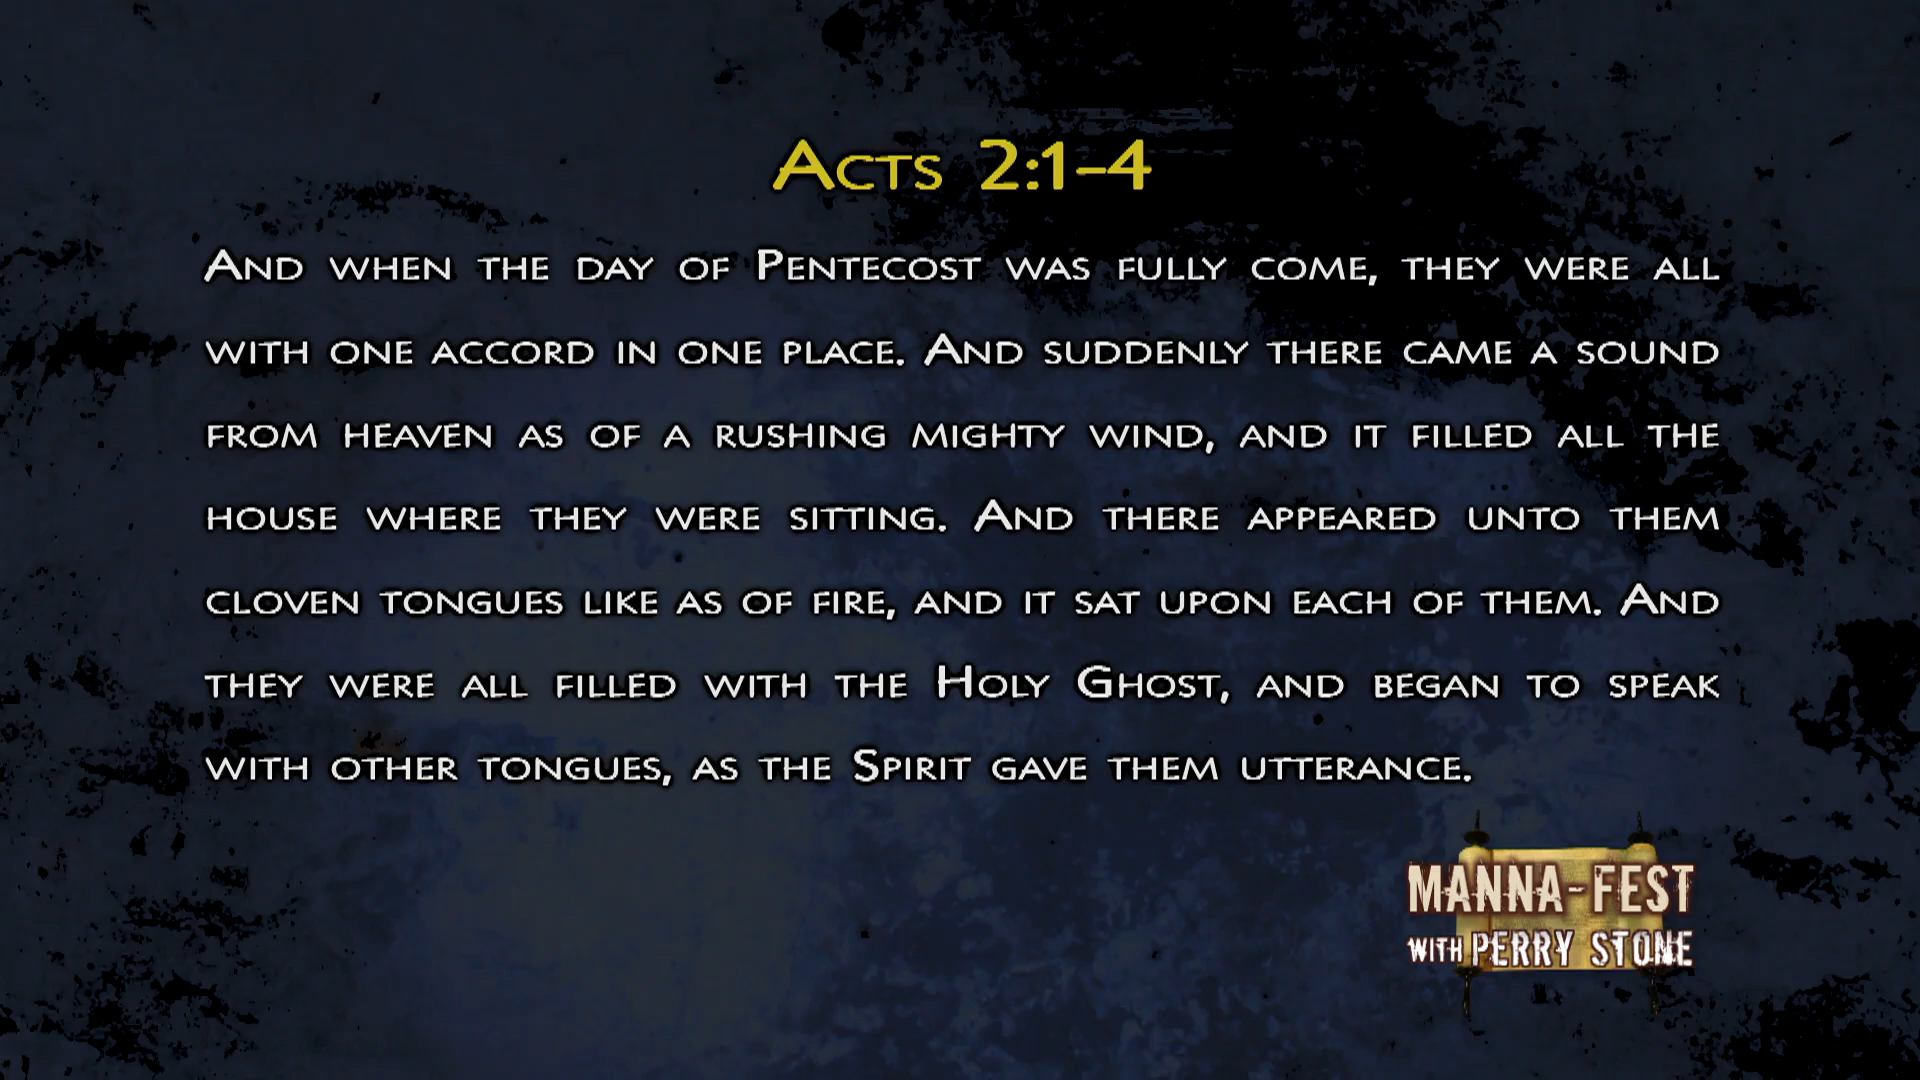 Acts 2:1-4
And when the day of Pentecost was fully come, they were all
with one accord in one place. And suddenly there came a sound
from heaven as of a rushing mighty wind, and it filled all the
house where they were sitting. And there appeared unto them
cloven tongues like as of fire, and it sat upon each of them. And
they were all filled with the Holy Ghost, and began to speak
with other tongues, as the Spirit gave them utterance.
MANNA-FEST
WITH PERRY STONE